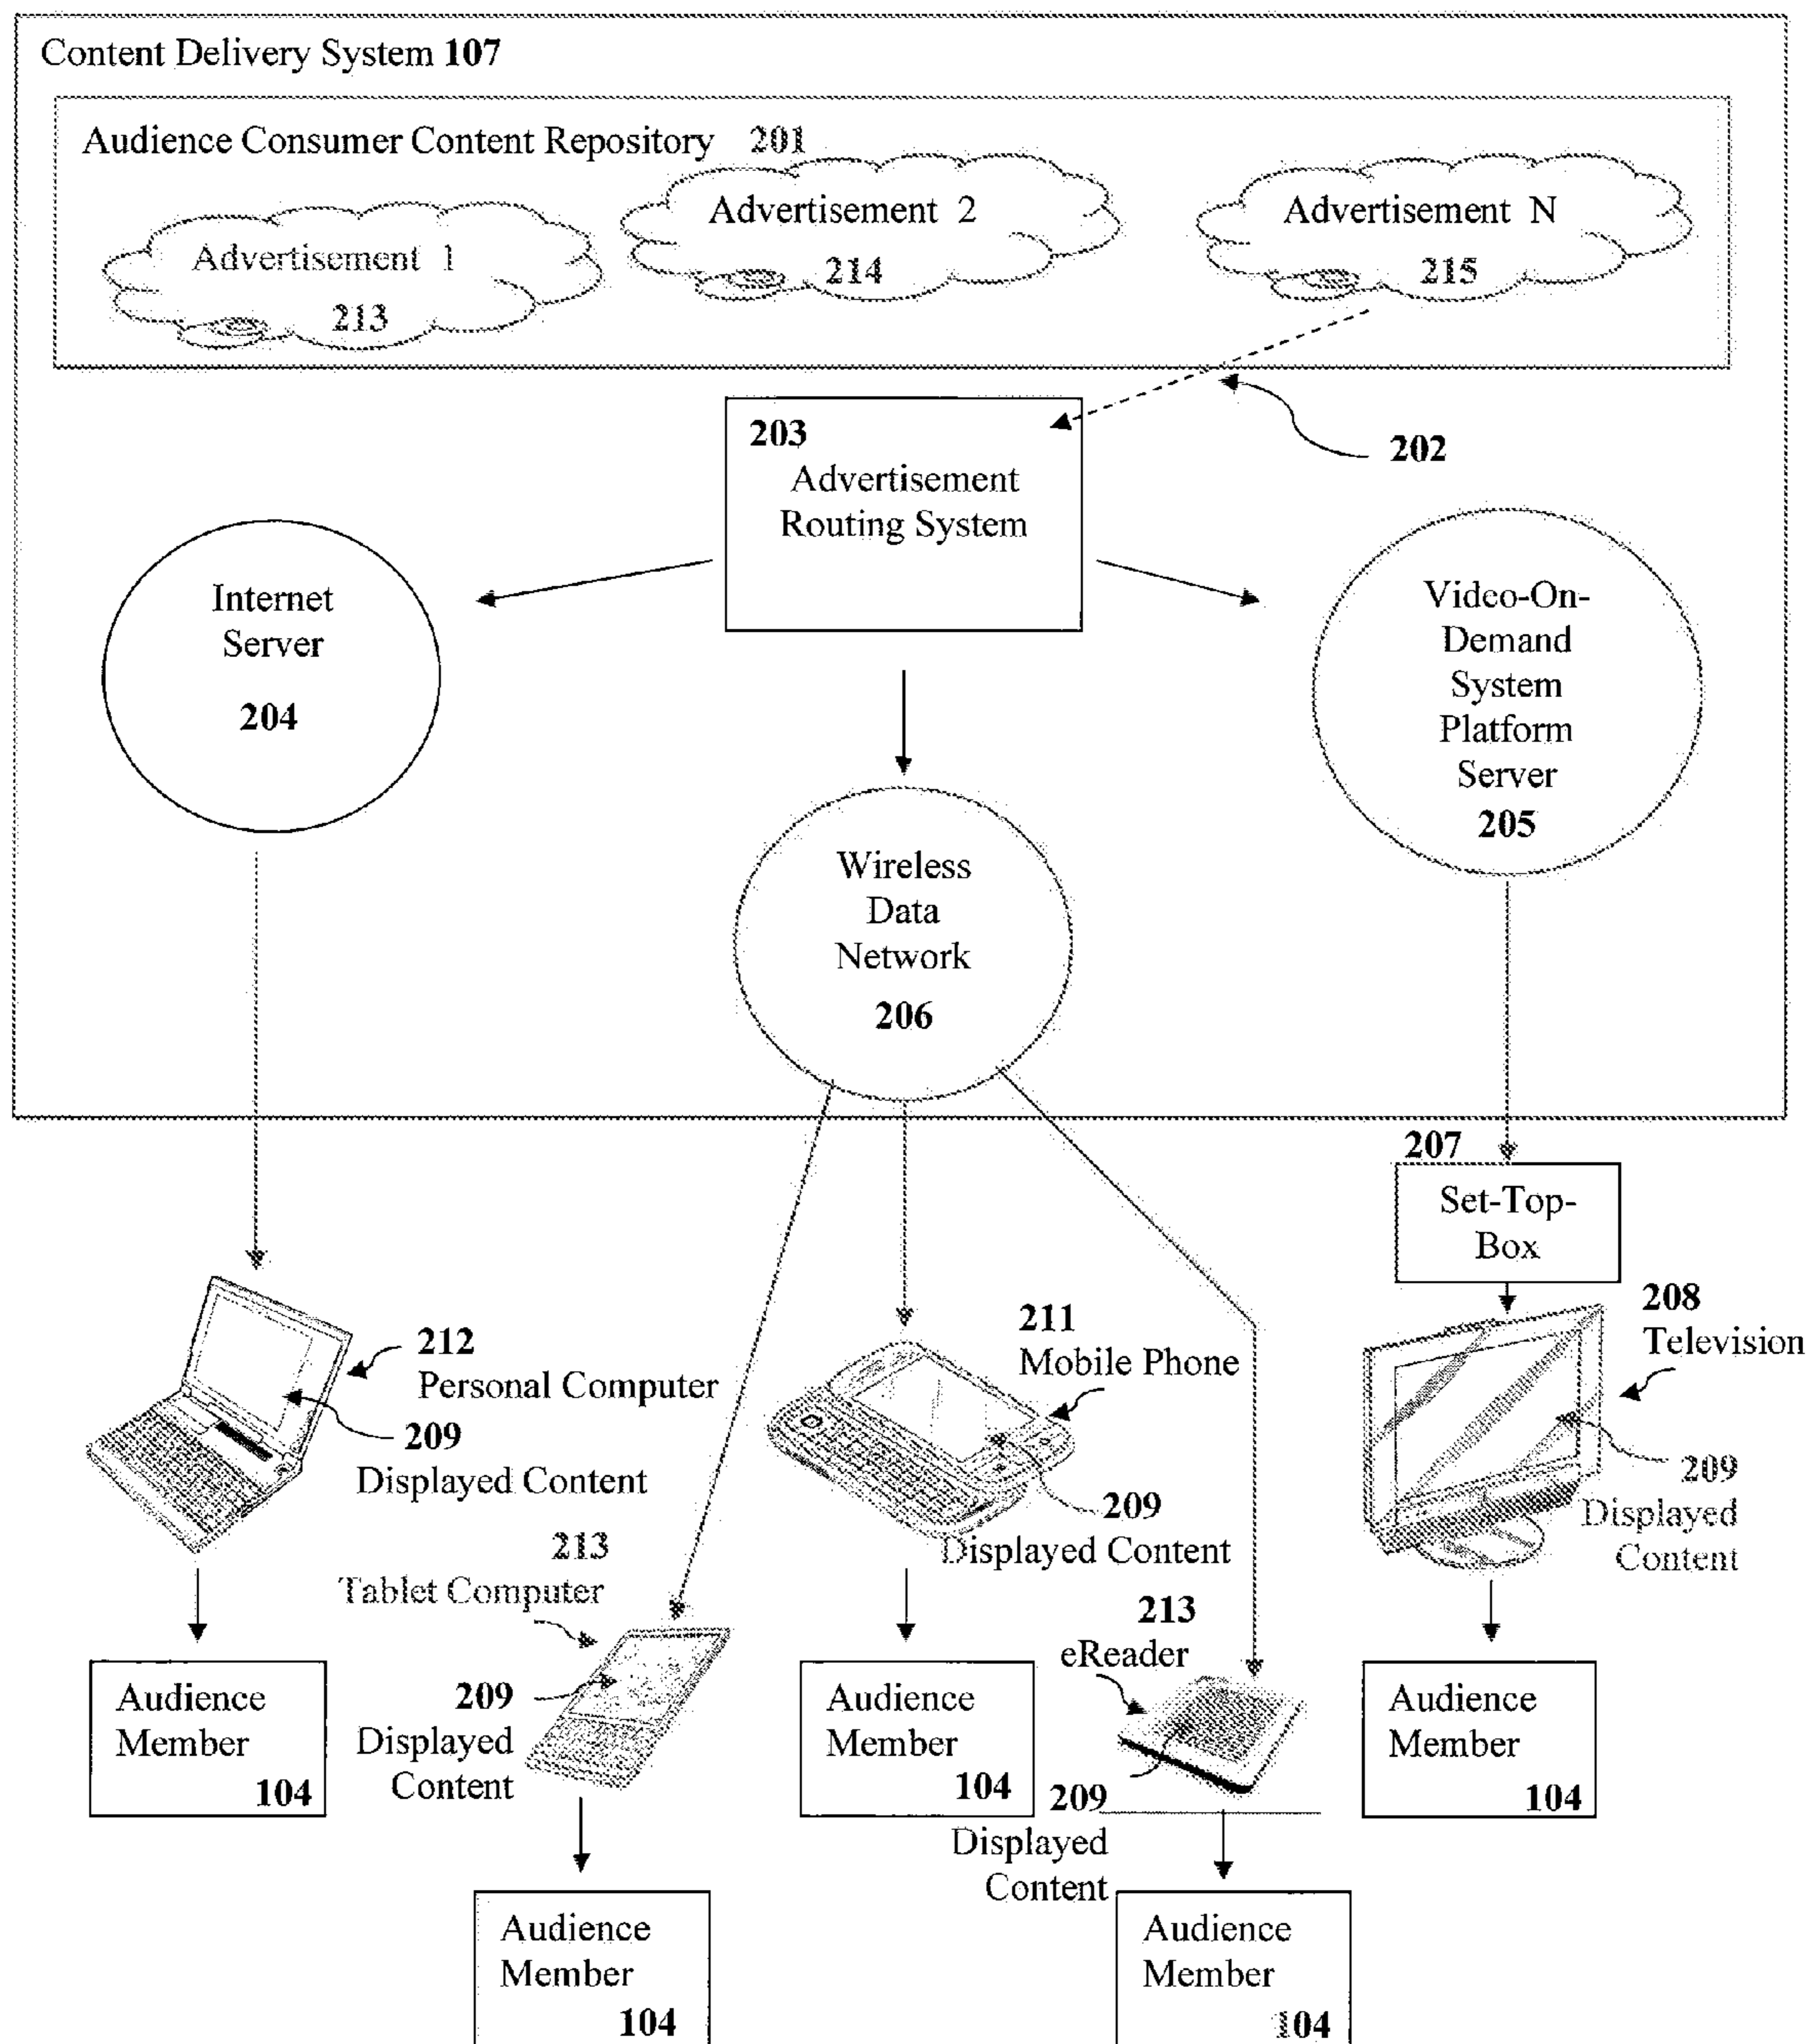 Content Delivery System 107
Audience Consumer Content Repository 201
Advertisement 1
213
Advertisement 2
214
Advertisement N
215
202
203
Advertisement
Routing System
Internet
Server
204
Video-On-
Demand
System
Platform
Server
205
Wireless
Data
Network
206
207
Set-Top-
Box
208
Television
209
Displayed
Content
212
Personal Computer
209
Displayed Content
211
Mobile Phone
209
Displayed Content
213
Tablet Computer
209
Displayed
Content
213
eReader
209
Displayed
Content
Audience
Member
104
Audience
Member
104
Audience
Member
104
Audience
Member
104
Audience
Member
104